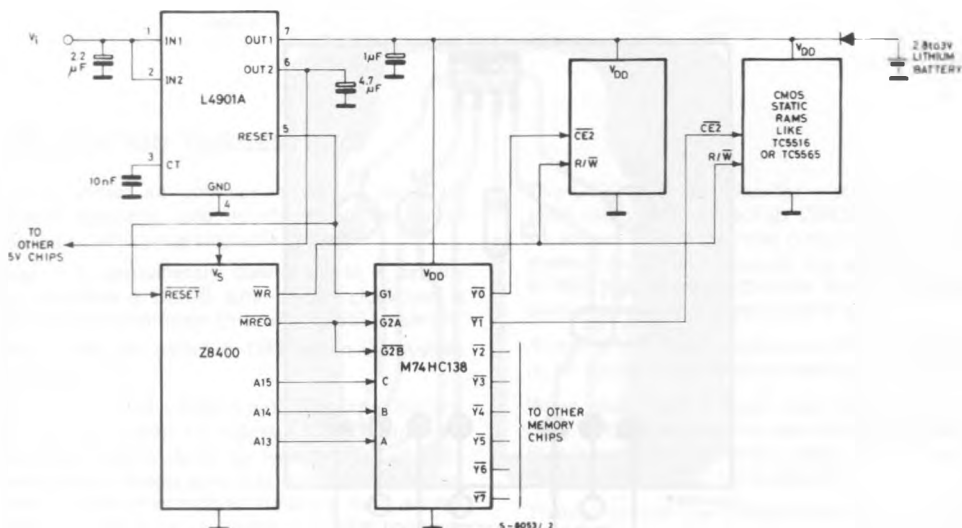 Vi
2.2
μF
1
IN1
2
IN2
L4901A
OUT1
7
OUT2
6
RESET
5
3
CT
10nF
GND
4
1μF
4.7
μF
VDD
VDD
2.8to3V
LITHIUM
BATTERY
CE2
R/W
CE2
R/W
CMOS
STATIC
RAMS
LIKE
TC5516
OR TC5565
TO
OTHER
5V CHIPS
VS
RESET
WR
MREQ
Z8400
A15
A14
A13
VDD
G1
G2A
G2B
M74HC138
C
B
A
Y0
Y1
Y2
Y3
Y4
Y5
Y6
Y7
TO OTHER
MEMORY
CHIPS
S-8053/2